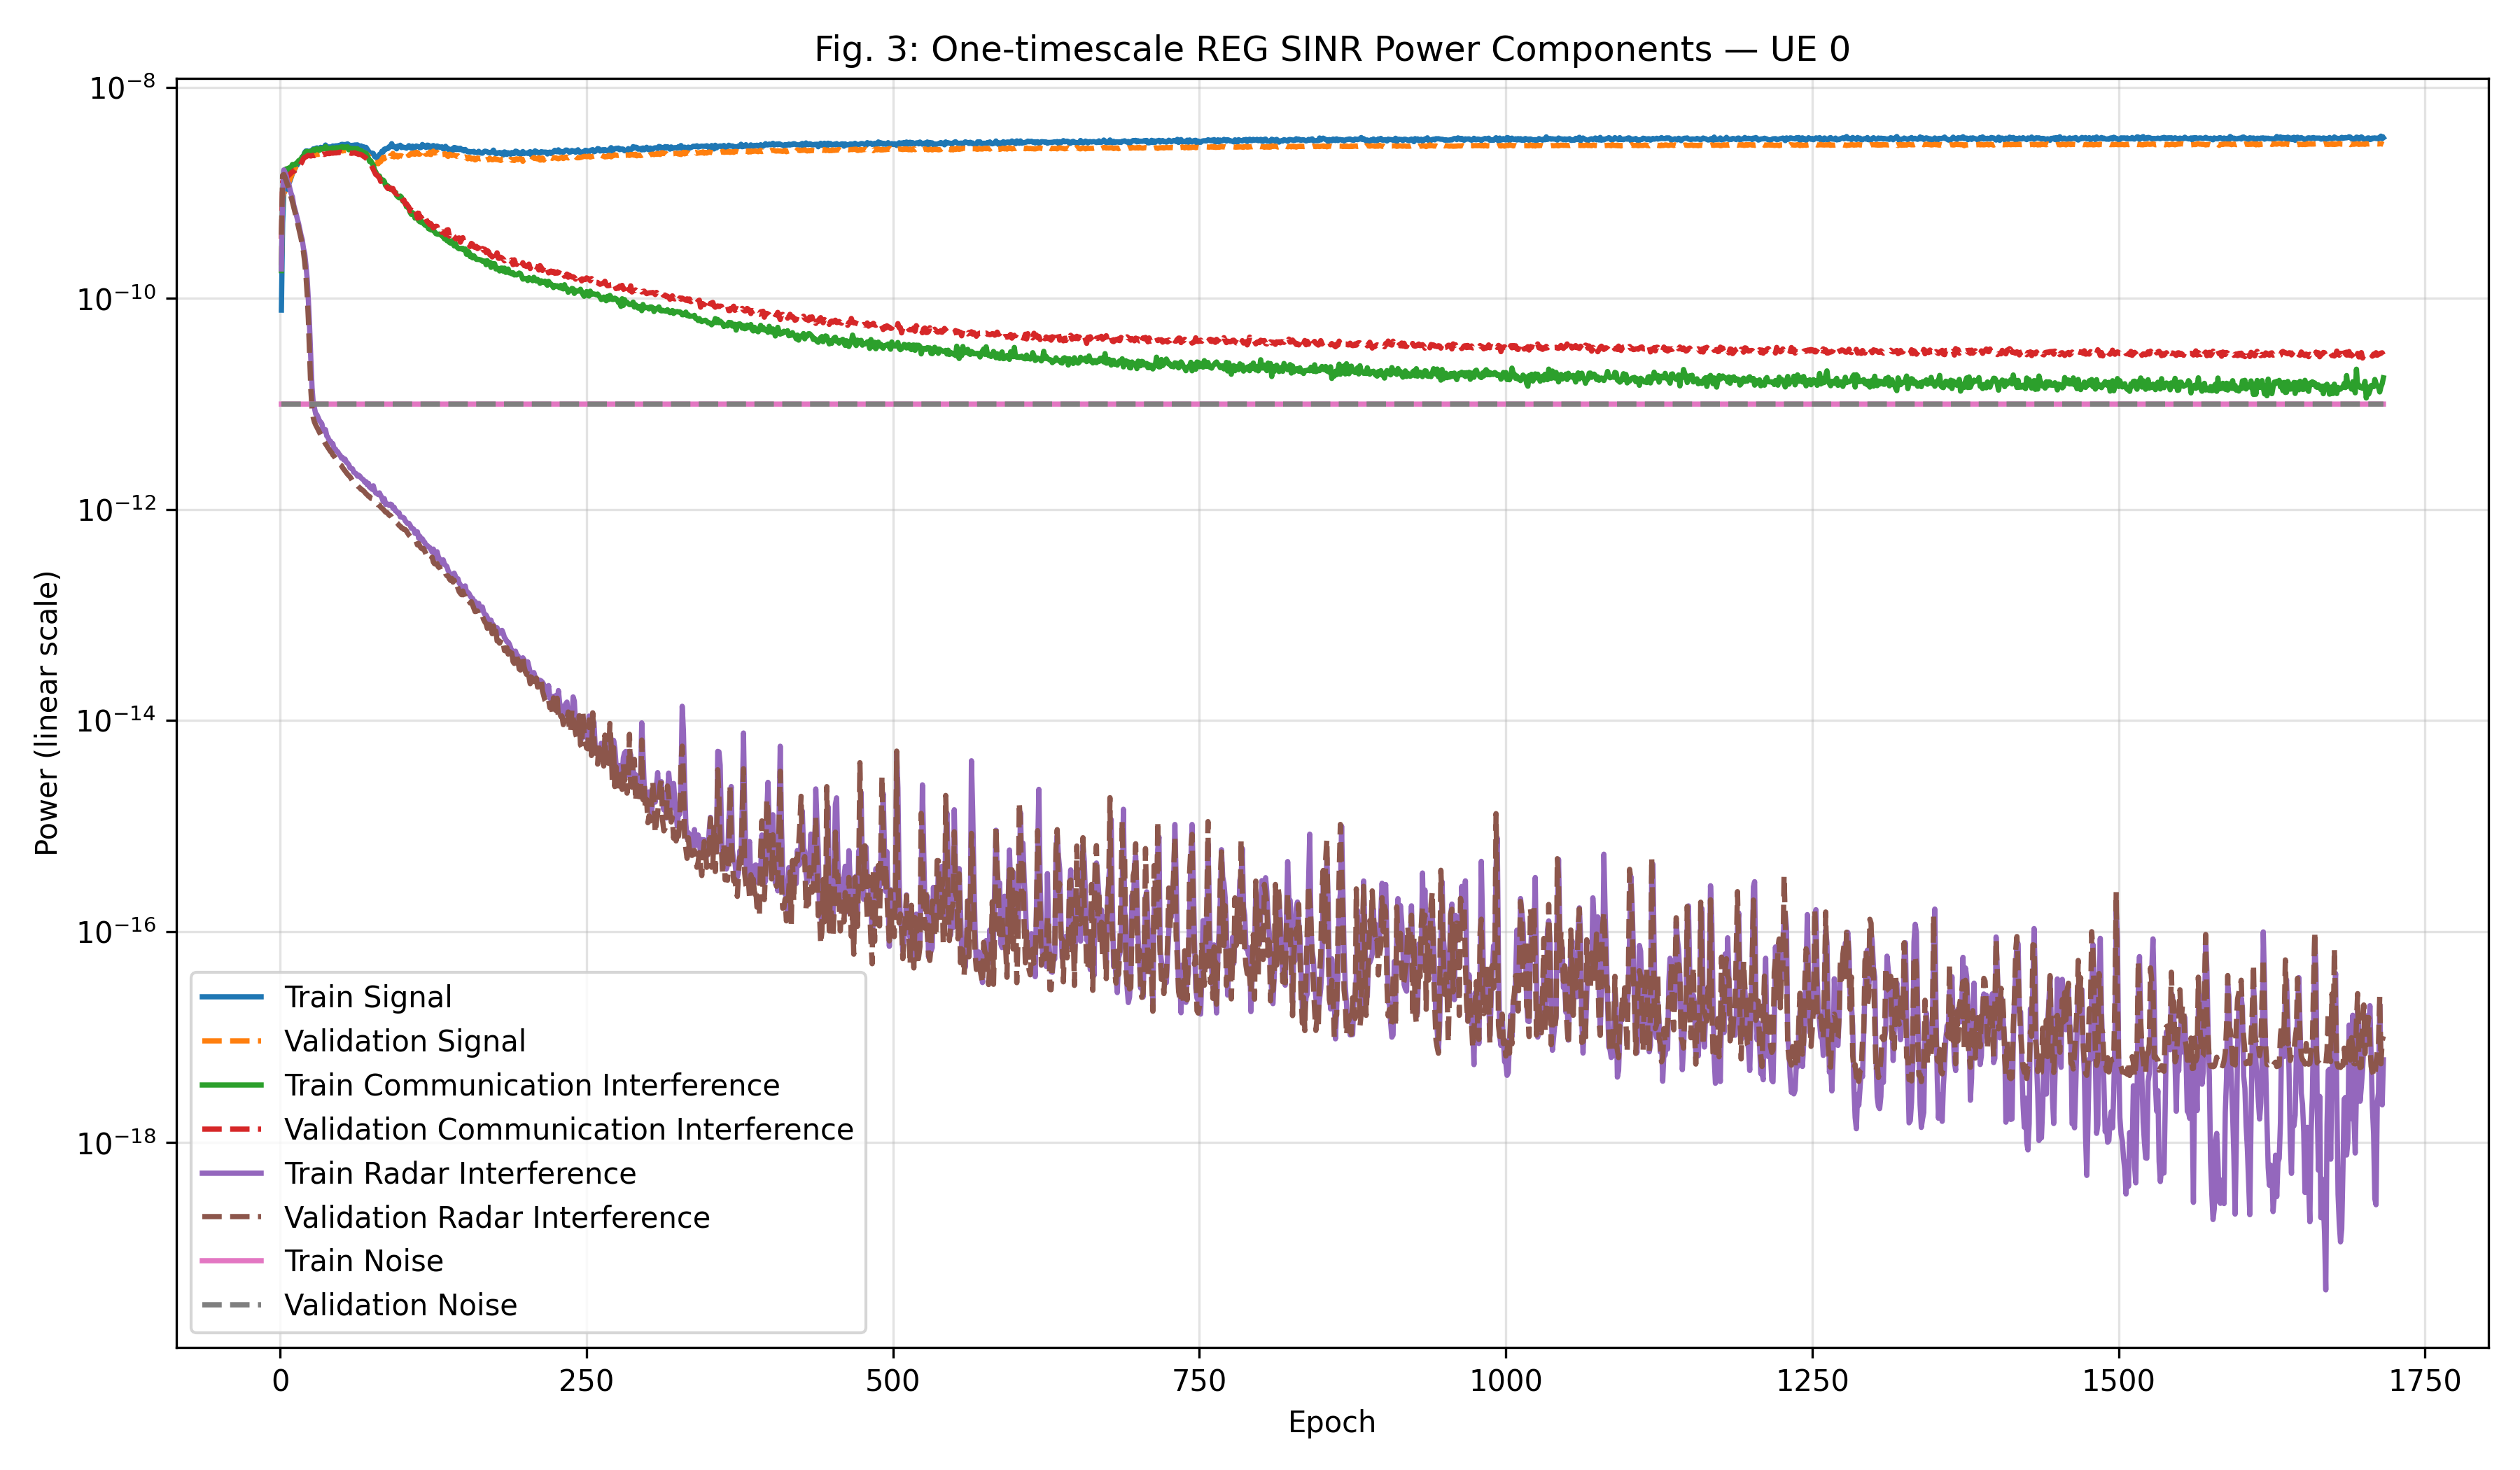 Fig. 3: One-timescale REG SINR Power Components — UE 0
10⁻⁸
10⁻¹⁰
10⁻¹²
10⁻¹⁴
10⁻¹⁶
10⁻¹⁸
Power (linear scale)
Train Signal
Validation Signal
Train Communication Interference
Validation Communication Interference
Train Radar Interference
Validation Radar Interference
Train Noise
Validation Noise
0 250 500 750 1000 1250 1500 1750
Epoch